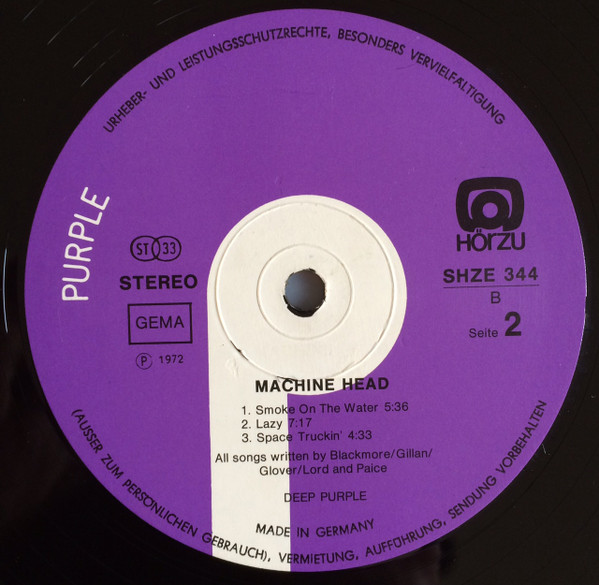 URHEBER- UND LEISTUNGSSCHUTZRECHTE, BESONDERS VERVIELFÄLTIGUNG
PURPLE
ST 33
STEREO
GEMA
Ⓟ 1972
HÖRZU
SHZE 344
B
Seite 2
MACHINE HEAD
1. Smoke On The Water 5:36
2. Lazy 7:17
3. Space Truckin' 4:33
All songs written by Blackmore/Gillan/
Glover/Lord and Paice
DEEP PURPLE
MADE IN GERMANY
(AUSSER ZUM PERSÖNLICHEN GEBRAUCH), VERMIETUNG, AUFFÜHRUNG, SENDUNG VORBEHALTEN